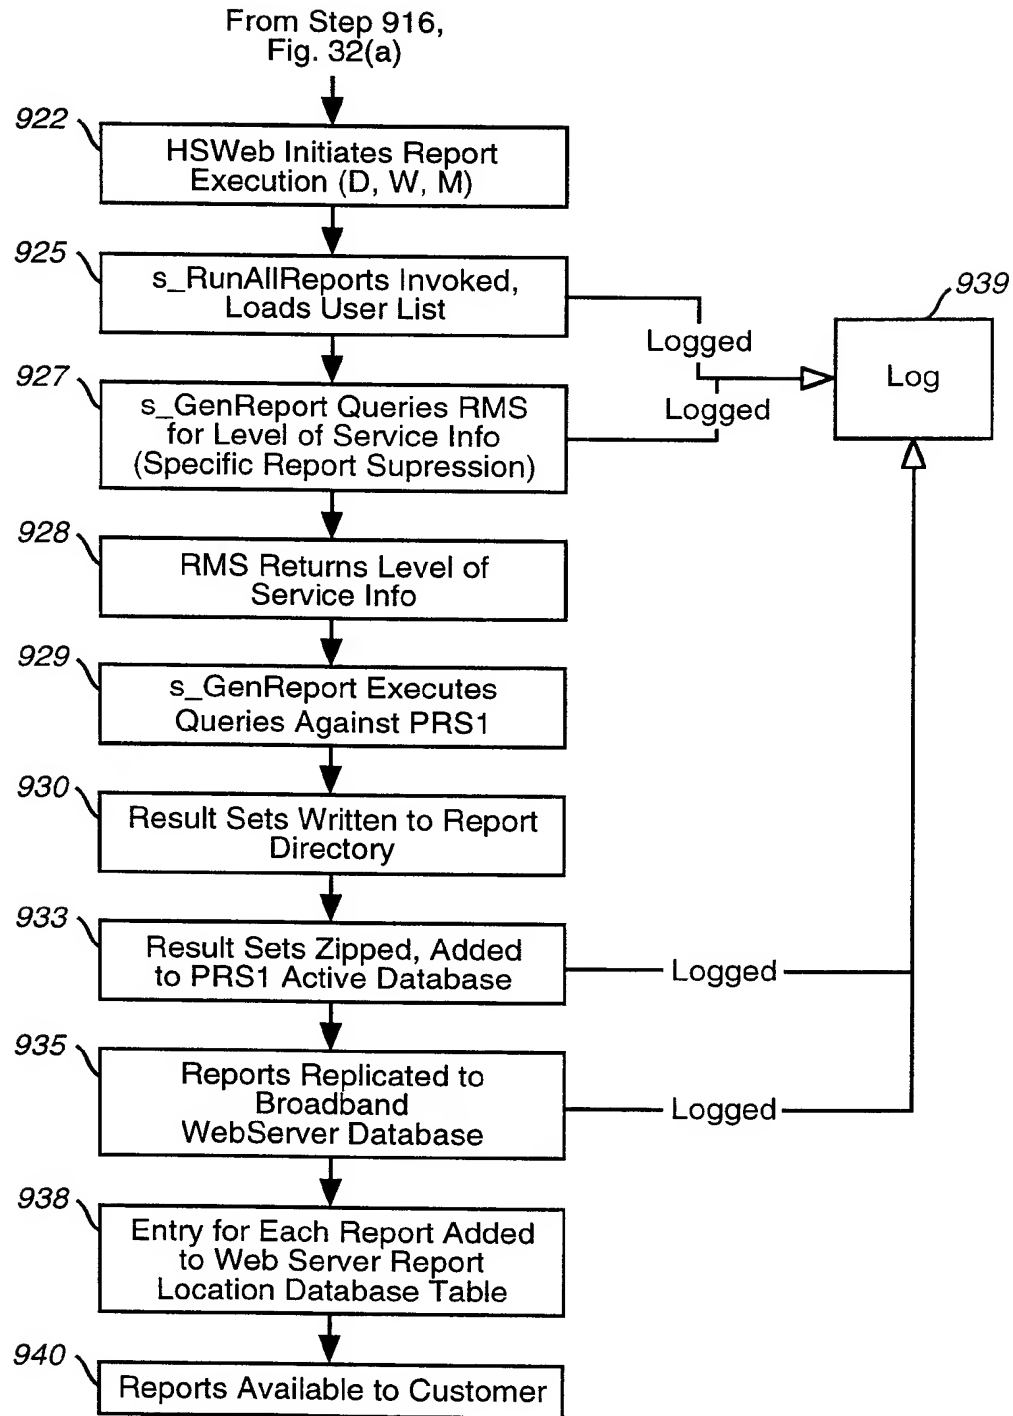 From Step 916,
Fig. 32(a)
922
HSWeb Initiates Report
Execution (D, W, M)
925
s_RunAllReports Invoked,
Loads User List
Logged
939
Log
927
s_GenReport Queries RMS
for Level of Service Info
(Specific Report Supression)
Logged
928
RMS Returns Level of
Service Info
929
s_GenReport Executes
Queries Against PRS1
930
Result Sets Written to Report
Directory
933
Result Sets Zipped, Added
to PRS1 Active Database
Logged
935
Reports Replicated to
Broadband
WebServer Database
Logged
938
Entry for Each Report Added
to Web Server Report
Location Database Table
940
Reports Available to Customer